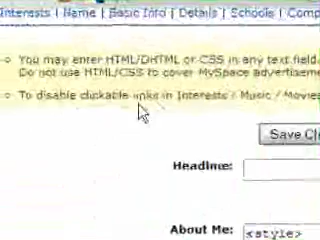 Interests | Name | Basic Info | Details | Schools | Comp
You may enter HTML/DHTML or CSS in any text field.
Do not use HTML/CSS to cover MySpace advertiseme
To disable clickable links in Interests / Music / Movies
Save Cl
Headline:
About Me:
<style>